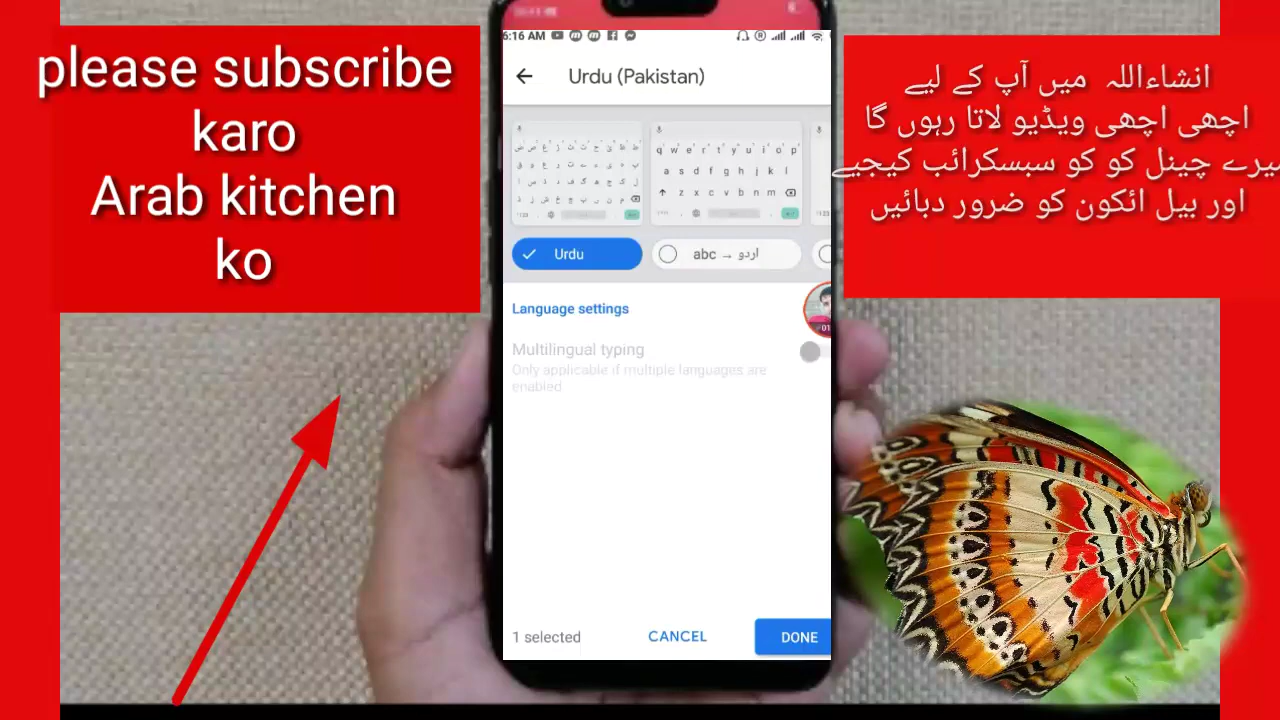 please subscribe
karo
Arab kitchen
ko
6:16 AM
Urdu (Pakistan)
q w e r t y u i o p
a s d f g h j k l
z x c v b n m
Urdu
abc → اردو
Language settings
Multilingual typing
Only applicable if multiple languages are
enabled
1 selected
CANCEL
DONE
انشاءاللہ میں آپ کے لیے
اچھی اچھی ویڈیو لاتا رہوں گا
میرے چینل کو کو سبسکرائب کیجیے
اور بیل ائکون کو ضرور دبائیں